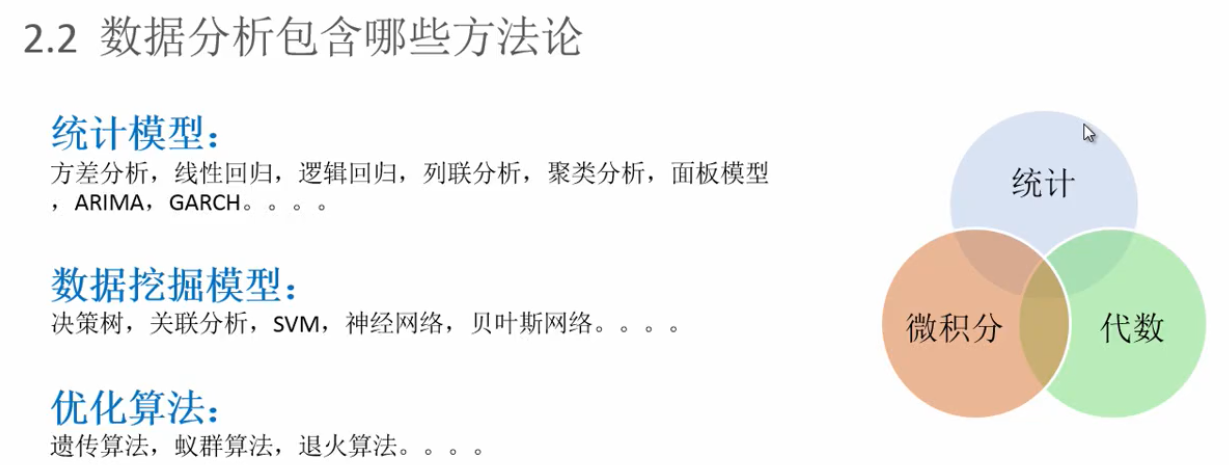 2.2 数据分析包含哪些方法论
统计模型：
方差分析，线性回归，逻辑回归，列联分析，聚类分析，面板模型
，ARIMA，GARCH。。。。
数据挖掘模型：
决策树，关联分析，SVM，神经网络，贝叶斯网络。。。。
优化算法：
遗传算法，蚁群算法，退火算法。。。。
统计
微积分
代数